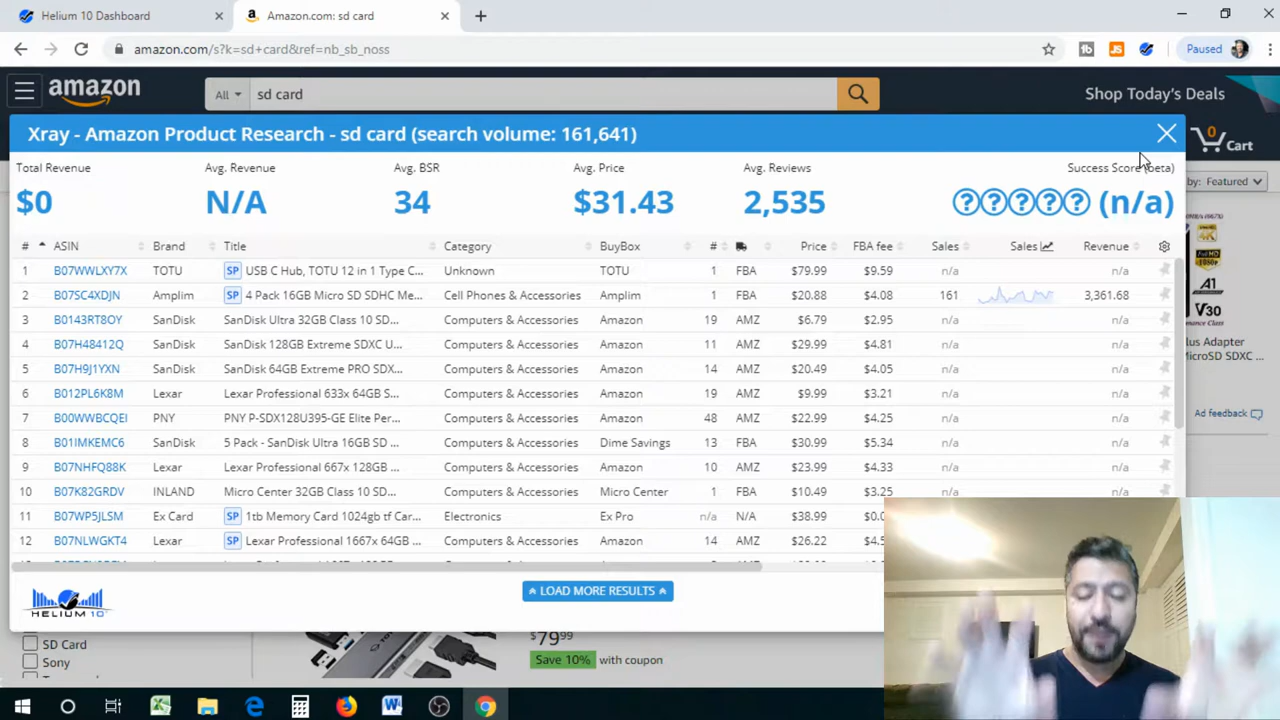 Helium 10 Dashboard
Amazon.com: sd card
amazon.com/s?k=sd+card&ref=nb_sb_noss
Paused
amazon
All
sd card
Shop Today's Deals
0
Cart
by: Featured
Xray - Amazon Product Research - sd card (search volume: 161,641)
Total Revenue Avg. Revenue Avg. BSR Avg. Price Avg. Reviews Success Score (beta)
$0 N/A 34 $31.43 2,535 ????? (n/a)
# ASIN Brand Title Category BuyBox # Price FBA fee Sales Sales Revenue
1 B07WWLXY7X TOTU SP USB C Hub, TOTU 12 in 1 Type C... Unknown TOTU 1 FBA $79.99 $9.59 n/a n/a
2 B07SC4XDJN Amplim SP 4 Pack 16GB Micro SD SDHC Me... Cell Phones & Accessories Amplim 1 FBA $20.88 $4.08 161 3,361.68
3 B0143RT8OY SanDisk SanDisk Ultra 32GB Class 10 SD... Computers & Accessories Amazon 19 AMZ $6.79 $2.95 n/a n/a
4 B07H48412Q SanDisk SanDisk 128GB Extreme SDXC U... Computers & Accessories Amazon 11 AMZ $29.99 $4.81 n/a n/a
5 B07H9J1YXN SanDisk SanDisk 64GB Extreme PRO SDX... Computers & Accessories Amazon 14 AMZ $20.49 $4.05 n/a n/a
6 B012PL6K8M Lexar Lexar Professional 633x 64GB S... Computers & Accessories Amazon 19 AMZ $9.99 $3.21 n/a n/a
7 B00WWBCQEI PNY PNY P-SDX128U395-GE Elite Per... Computers & Accessories Amazon 48 AMZ $22.99 $4.25 n/a n/a
8 B01IMKEMC6 SanDisk 5 Pack - SanDisk Ultra 16GB SD ... Computers & Accessories Dime Savings 13 FBA $30.99 $5.34 n/a n/a
9 B07NHFQ88K Lexar Lexar Professional 667x 128GB ... Computers & Accessories Amazon 10 AMZ $23.99 $4.33 n/a n/a
10 B07K82GRDV INLAND Micro Center 32GB Class 10 SD... Computers & Accessories Micro Center 1 FBA $10.49 $3.25 n/a n/a
11 B07WP5JLSM Ex Card SP 1tb Memory Card 1024gb tf Car... Electronics Ex Pro n/a N/A $38.99
12 B07NLWGKT4 Lexar SP Lexar Professional 1667x 64GB ... Computers & Accessories Amazon 14 AMZ $26.22
LOAD MORE RESULTS
HELIUM 10
4K
A1
V30
lus Adapter
MicroSD SDXC ...
Ad feedback
SD Card
Sony
$79.99
Save 10% with coupon